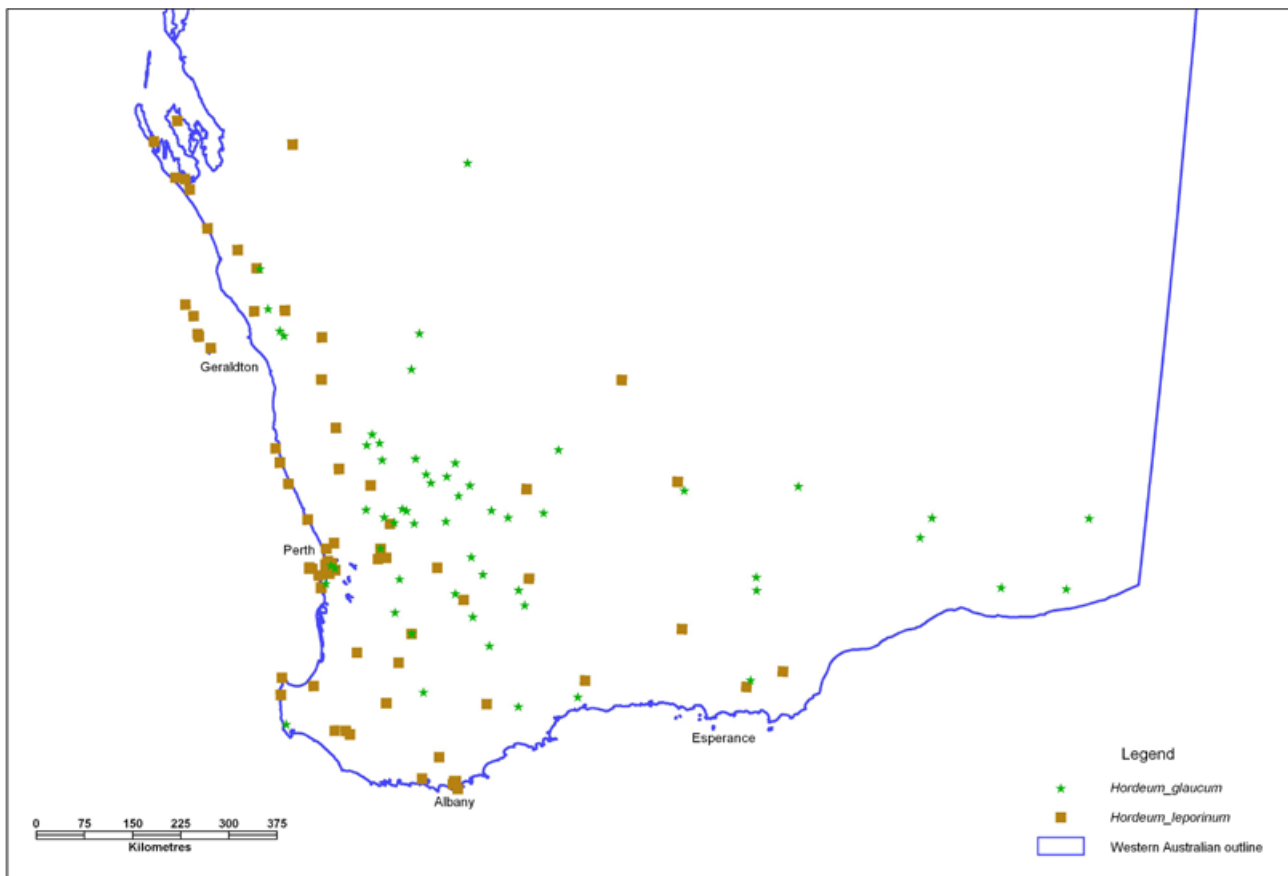 Geraldton
Perth
Esperance
Albany
Legend
Hordeum_glaucum
Hordeum_leporinum
Western Australian outline
0 75 150 225 300 375
Kilometres